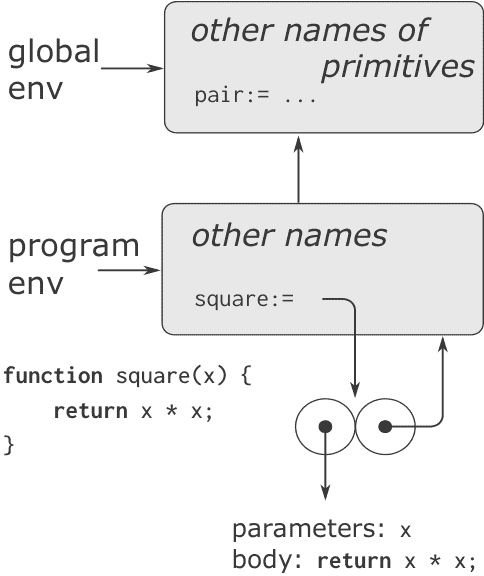 global
env
other names of
primitives
pair:= ...
program
env
other names
square:=
function square(x) {
    return x * x;
}
parameters: x
body: return x * x;